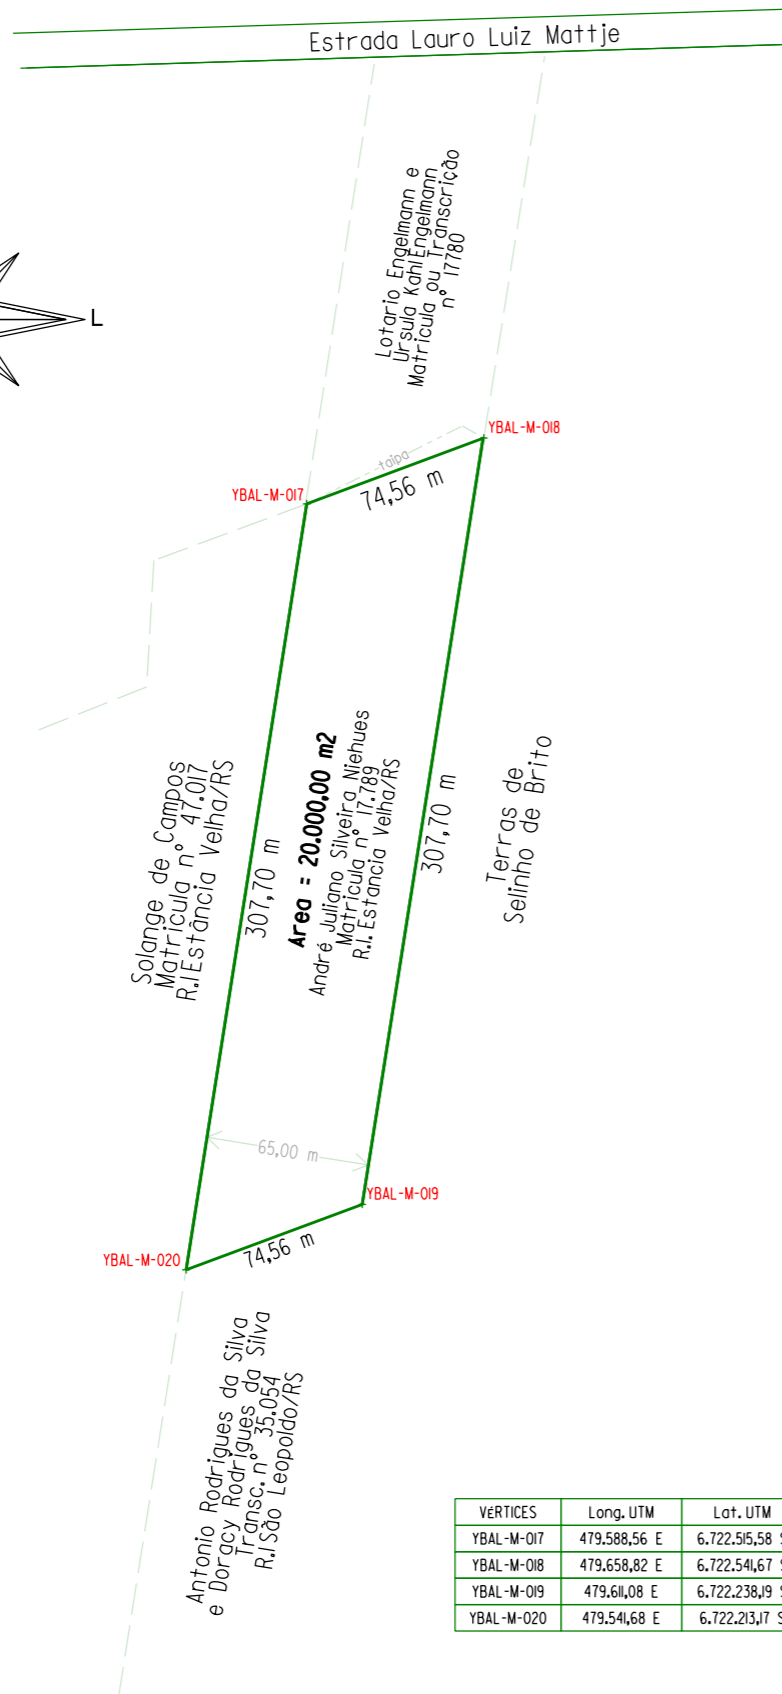 Estrada Lauro Luiz Mattje
Lotario Engelmann e
Ursula Kahl Engelmann
Matrícula ou Transcrição
n° 17780
L
YBAL-M-018
taipa
74,56 m
YBAL-M-017
Solange de Campos
Matrícula n° 47.017
R.I Estância Velha/RS
307,70 m
Area = 20.000,00 m2
André Juliano Silveira Niehues
Matrícula n° 17.789
R.I. Estancia Velha/RS
307,70 m
Terras de
Selinho de Brito
65,00 m
YBAL-M-019
YBAL-M-020
74,56 m
Antonio Rodrigues da Silva
e Doracy Rodrigues da Silva
Transc. n° 35.054
R.I São Leopoldo/RS
VÉRTICES Long. UTM Lat. UTM
YBAL-M-017 479.588,56 E 6.722.515,58 S
YBAL-M-018 479.658,82 E 6.722.541,67 S
YBAL-M-019 479.611,08 E 6.722.238,19 S
YBAL-M-020 479.541,68 E 6.722.213,17 S